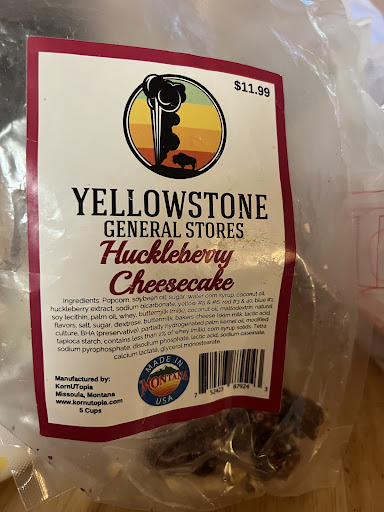 $11.99
YELLOWSTONE
GENERAL STORES
Huckleberry
Cheesecake
Ingredients: Popcorn, soybean oil, sugar, water corn syrup, coconut oil,
huckleberry extract, sodium bicarbonate, yellow #5 & #6, red #3 & 40, blue #1,
soy lecithin, palm oil, whey, buttermilk (milk), coconut oil, maltodextrin, natural
flavors, salt, sugar, dextrose, buttermilk, bakers cheese (skim milk, lactic acid,
culture, BHA (preservative), partially hydrogenated palm kernel oil, modified
tapioca starch, contains less than 2% of whey (milk), corn syrup solids, Tetra
sodium pyrophosphate, disodium phosphate, lactic acid, sodium caseinate,
calcium lactate, glycerol monostearate.
Manufactured by:
KornUTopia
Missoula, Montana
www.kornutopia.com
5 Cups
MADE IN
MONTANA
USA
7 52423 87924 3